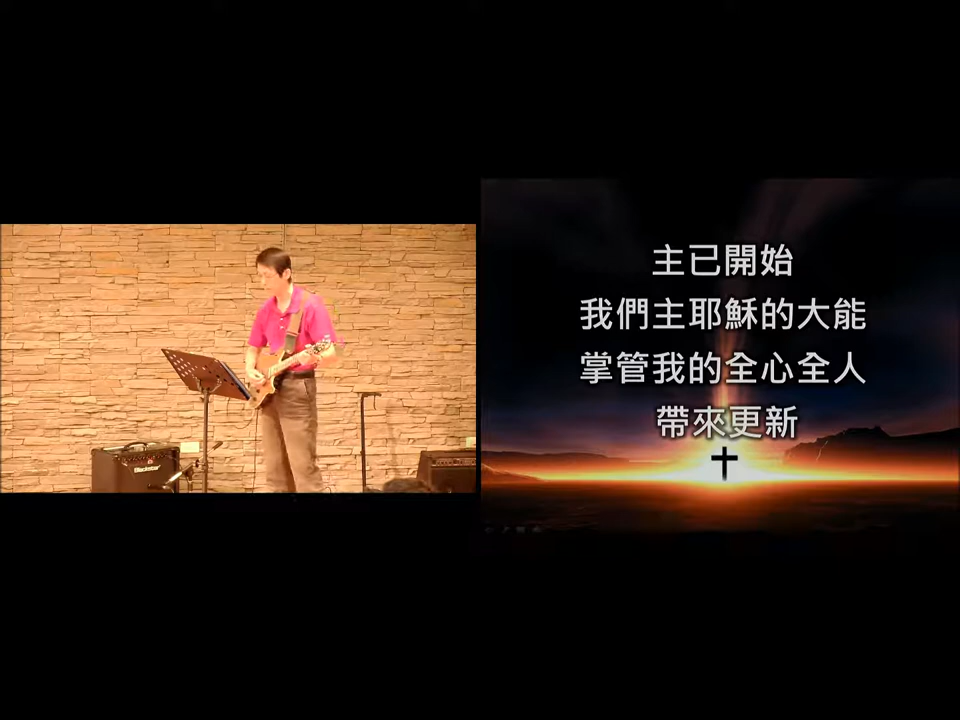 主已開始
我們主耶穌的大能
掌管我的全心全人
帶來更新
Blackstar